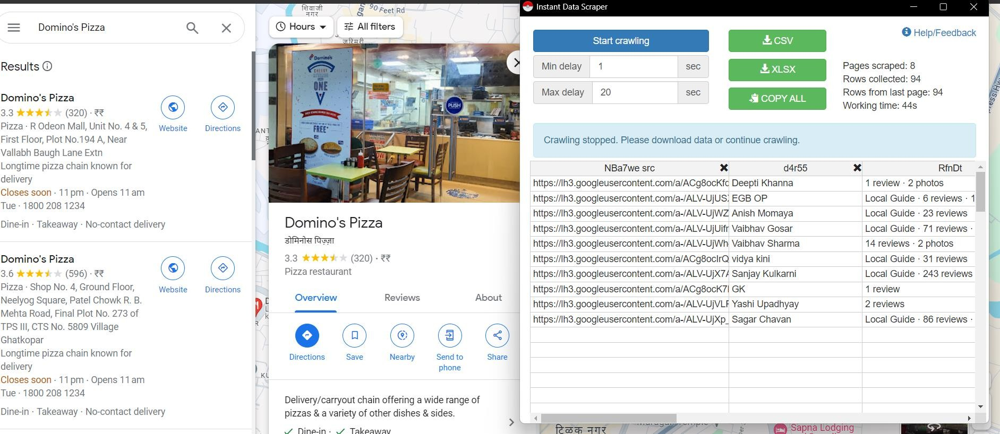 Domino's Pizza
Results
Domino's Pizza
3.3 (320) · ₹₹
Pizza · R Odeon Mall, Unit No. 4 & 5,
First Floor, Plot No.194 A, Near
Vallabh Baugh Lane Extn
Longtime pizza chain known for
delivery
Closes soon · 11 pm · Opens 11 am
Tue · 1800 208 1234
Dine-in · Takeaway · No-contact delivery
Website
Directions
Domino's Pizza
3.6 (596) · ₹₹
Pizza · Shop No. 4, Ground Floor,
Neelyog Square, Patel Chowk R. B.
Mehta Road, Final Plot No. 273 of
TPS III, CTS No. 5809 Village
Ghatkopar
Longtime pizza chain known for
delivery
Closes soon · 11 pm · Opens 11 am
Tue · 1800 208 1234
Dine-in · Takeaway · No-contact delivery
Website
Directions
शिवाजी
नगर
90 Feet Rd
Hours
All filters
जरिमरी
Domino's
ONE
FREE*
PUSH
Domino's Pizza
डोमिनोस पिज़्ज़ा
3.3 (320) · ₹₹
Pizza restaurant
Overview
Reviews
About
Directions
Save
Nearby
Send to
phone
Share
Delivery/carryout chain offering a wide range of
pizzas & a variety of other dishes & sides.
Dine-in · Takeaway
Instant Data Scraper
Start crawling
Min delay 1 sec
Max delay 20 sec
CSV
XLSX
COPY ALL
Help/Feedback
Pages scraped: 8
Rows collected: 94
Rows from last page: 94
Working time: 44s
Crawling stopped. Please download data or continue crawling.
NBa7we src d4r55 RfnDt
https://lh3.googleusercontent.com/a/ACg8ocKfc Deepti Khanna 1 review · 2 photos
https://lh3.googleusercontent.com/a-/ALV-UjUS EGB OP Local Guide · 6 reviews · 1
https://lh3.googleusercontent.com/a-/ALV-UjWZ Anish Momaya Local Guide · 23 reviews
https://lh3.googleusercontent.com/a-/ALV-UjUifr Vaibhav Gosar Local Guide · 71 reviews ·
https://lh3.googleusercontent.com/a-/ALV-UjWh Vaibhav Sharma 14 reviews · 2 photos
https://lh3.googleusercontent.com/a/ACg8ocIrQ vidya kini Local Guide · 31 reviews
https://lh3.googleusercontent.com/a-/ALV-UjX7A Sanjay Kulkarni Local Guide · 243 reviews
https://lh3.googleusercontent.com/a/ACg8ocK7 GK 1 review
https://lh3.googleusercontent.com/a-/ALV-UjVLF Yashi Upadhyay 2 reviews
https://lh3.googleusercontent.com/a-/ALV-UjXp_ Sagar Chavan Local Guide · 86 reviews ·
टिळक नगर
Sapna Lodging